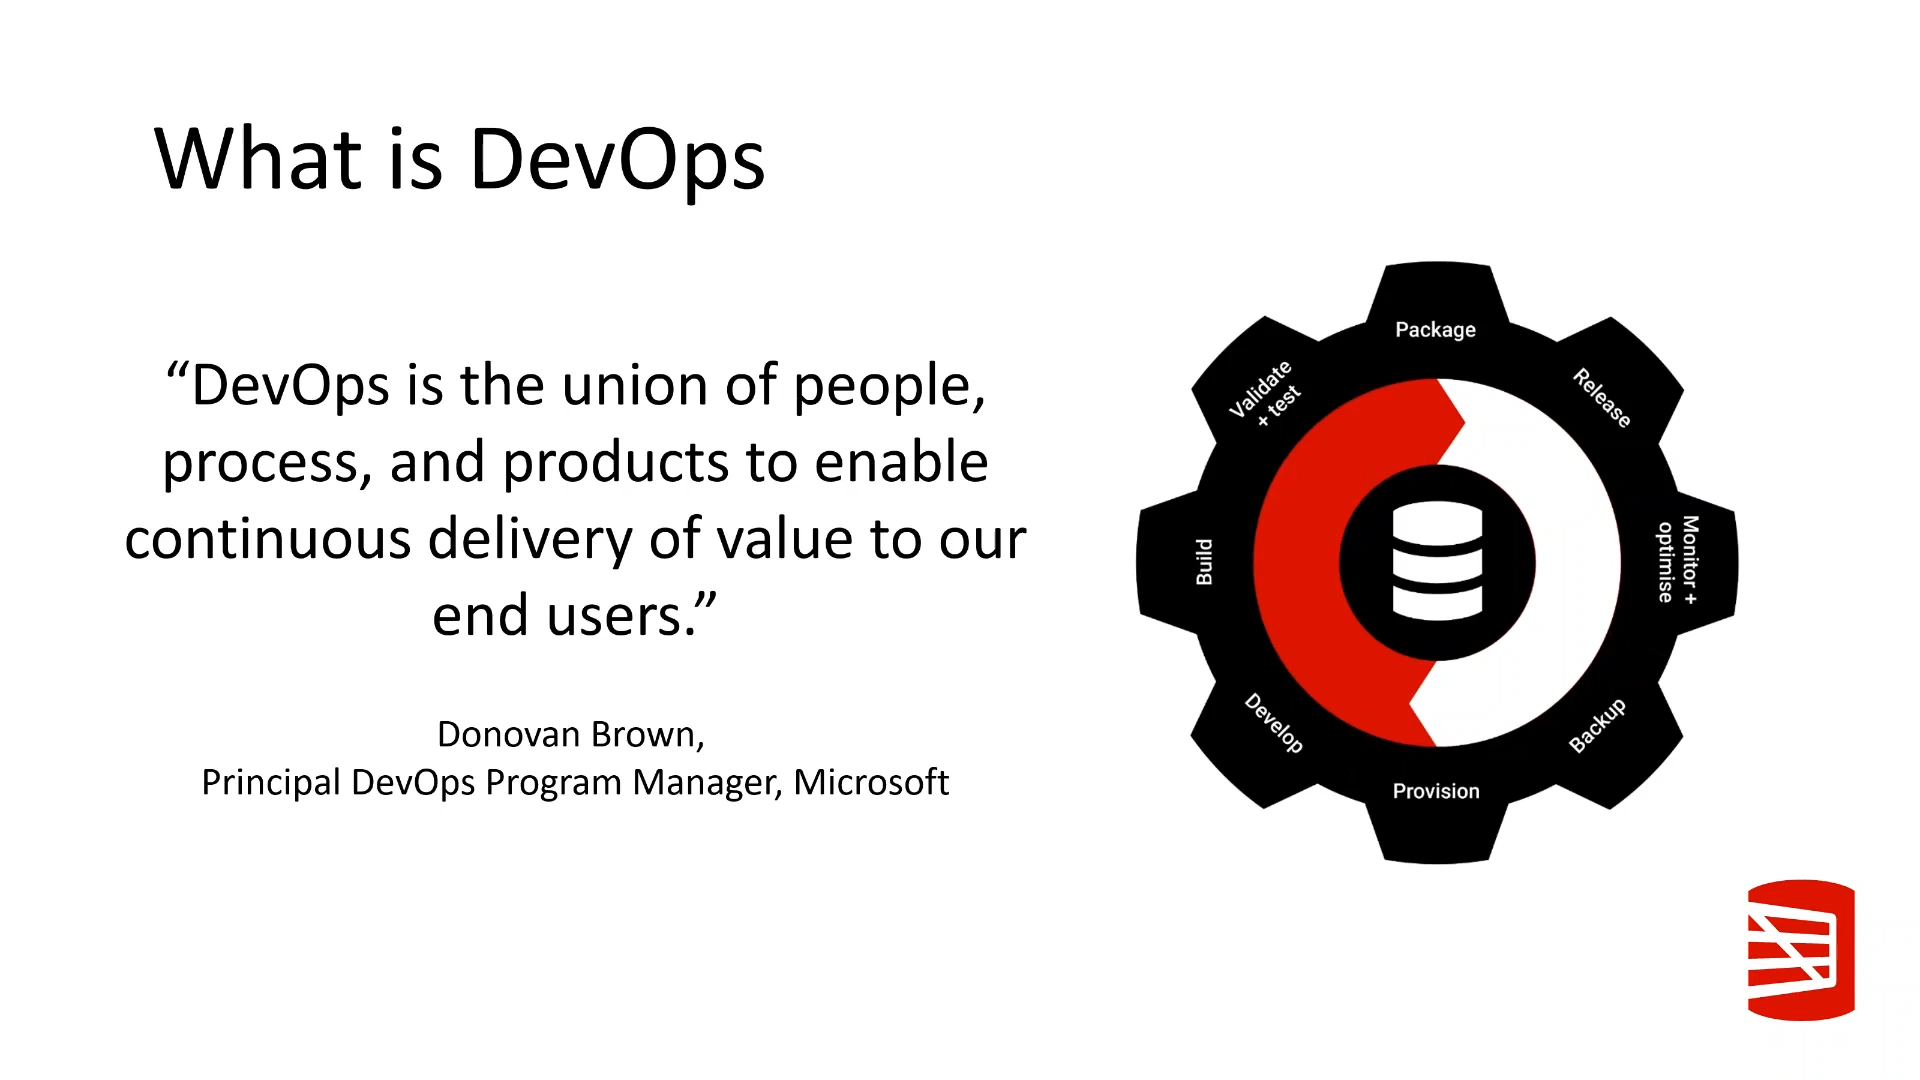 What is DevOps
“DevOps is the union of people,
process, and products to enable
continuous delivery of value to our
end users.”
Donovan Brown,
Principal DevOps Program Manager, Microsoft
Package
Release
Monitor +
optimise
Backup
Provision
Develop
Build
Validate
+ test